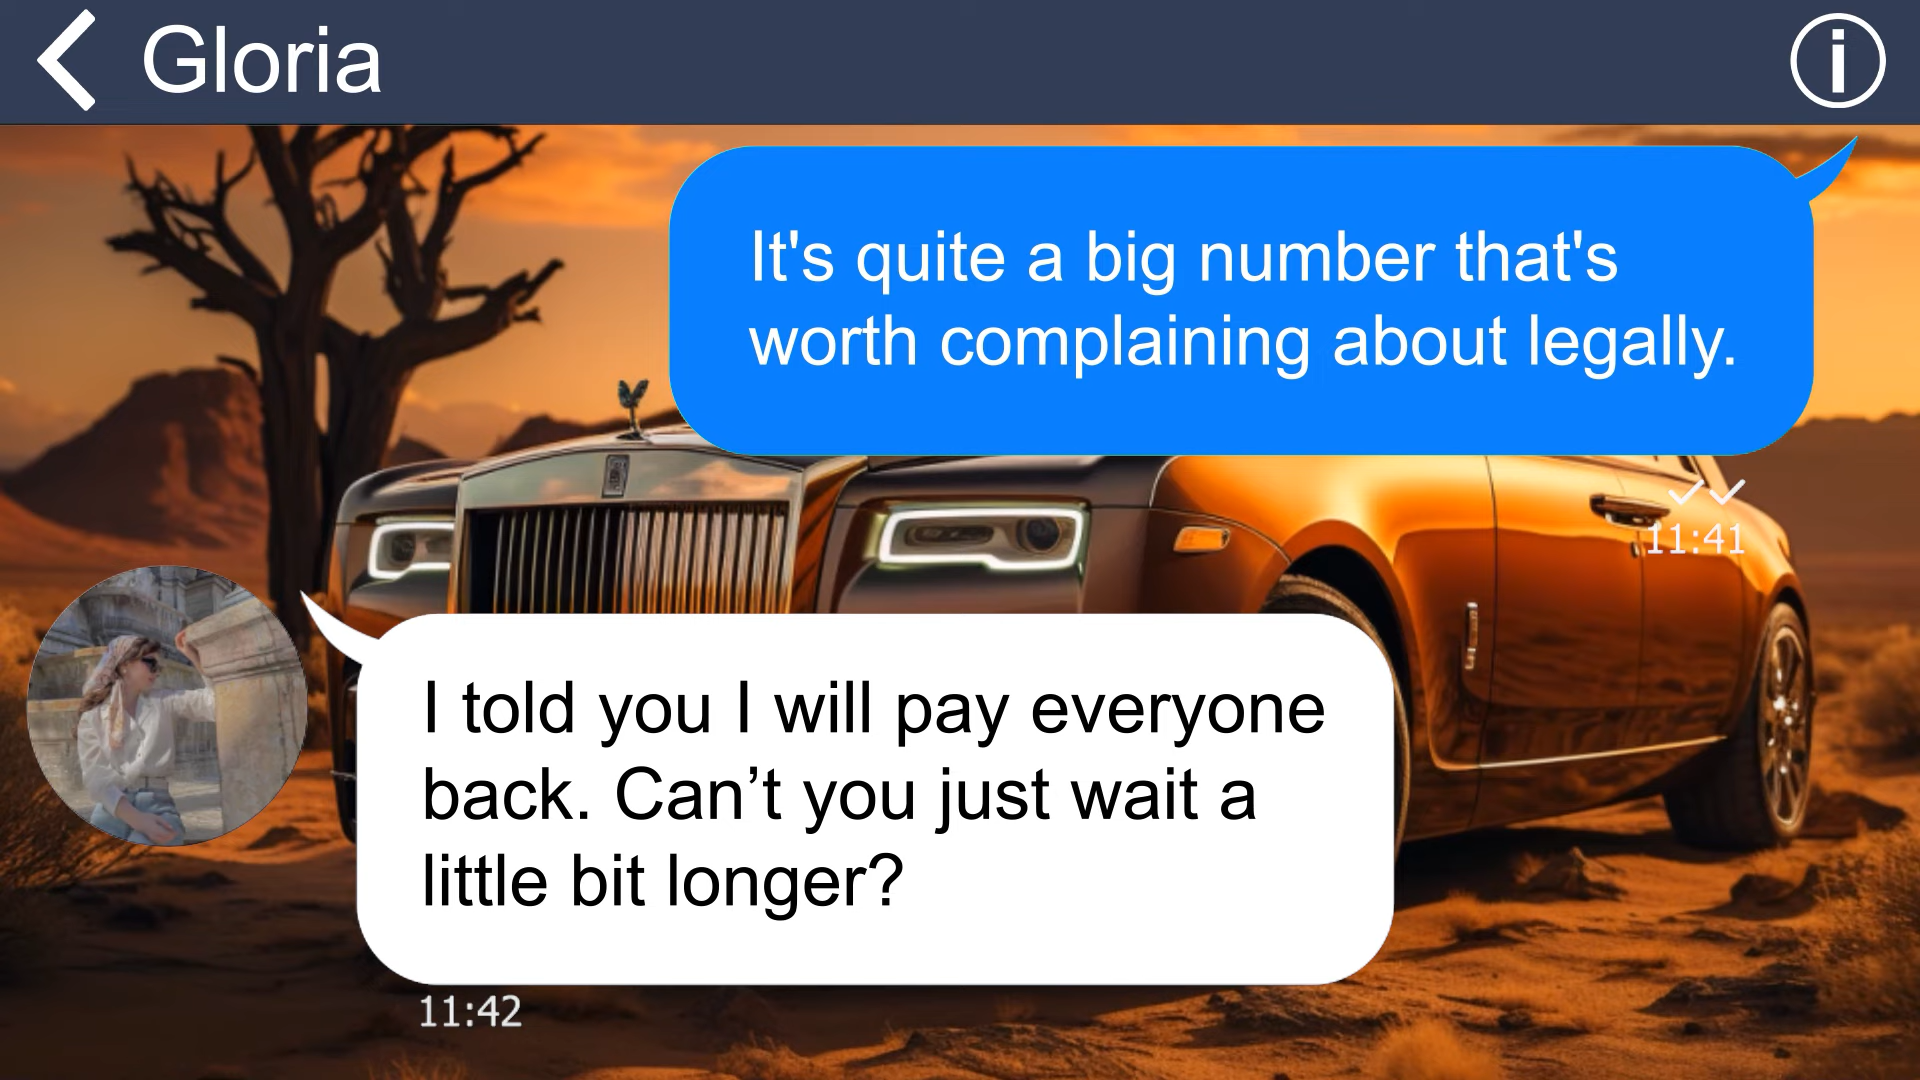 Gloria
It's quite a big number that's
worth complaining about legally.
11:41
I told you I will pay everyone
back. Can’t you just wait a
little bit longer?
11:42